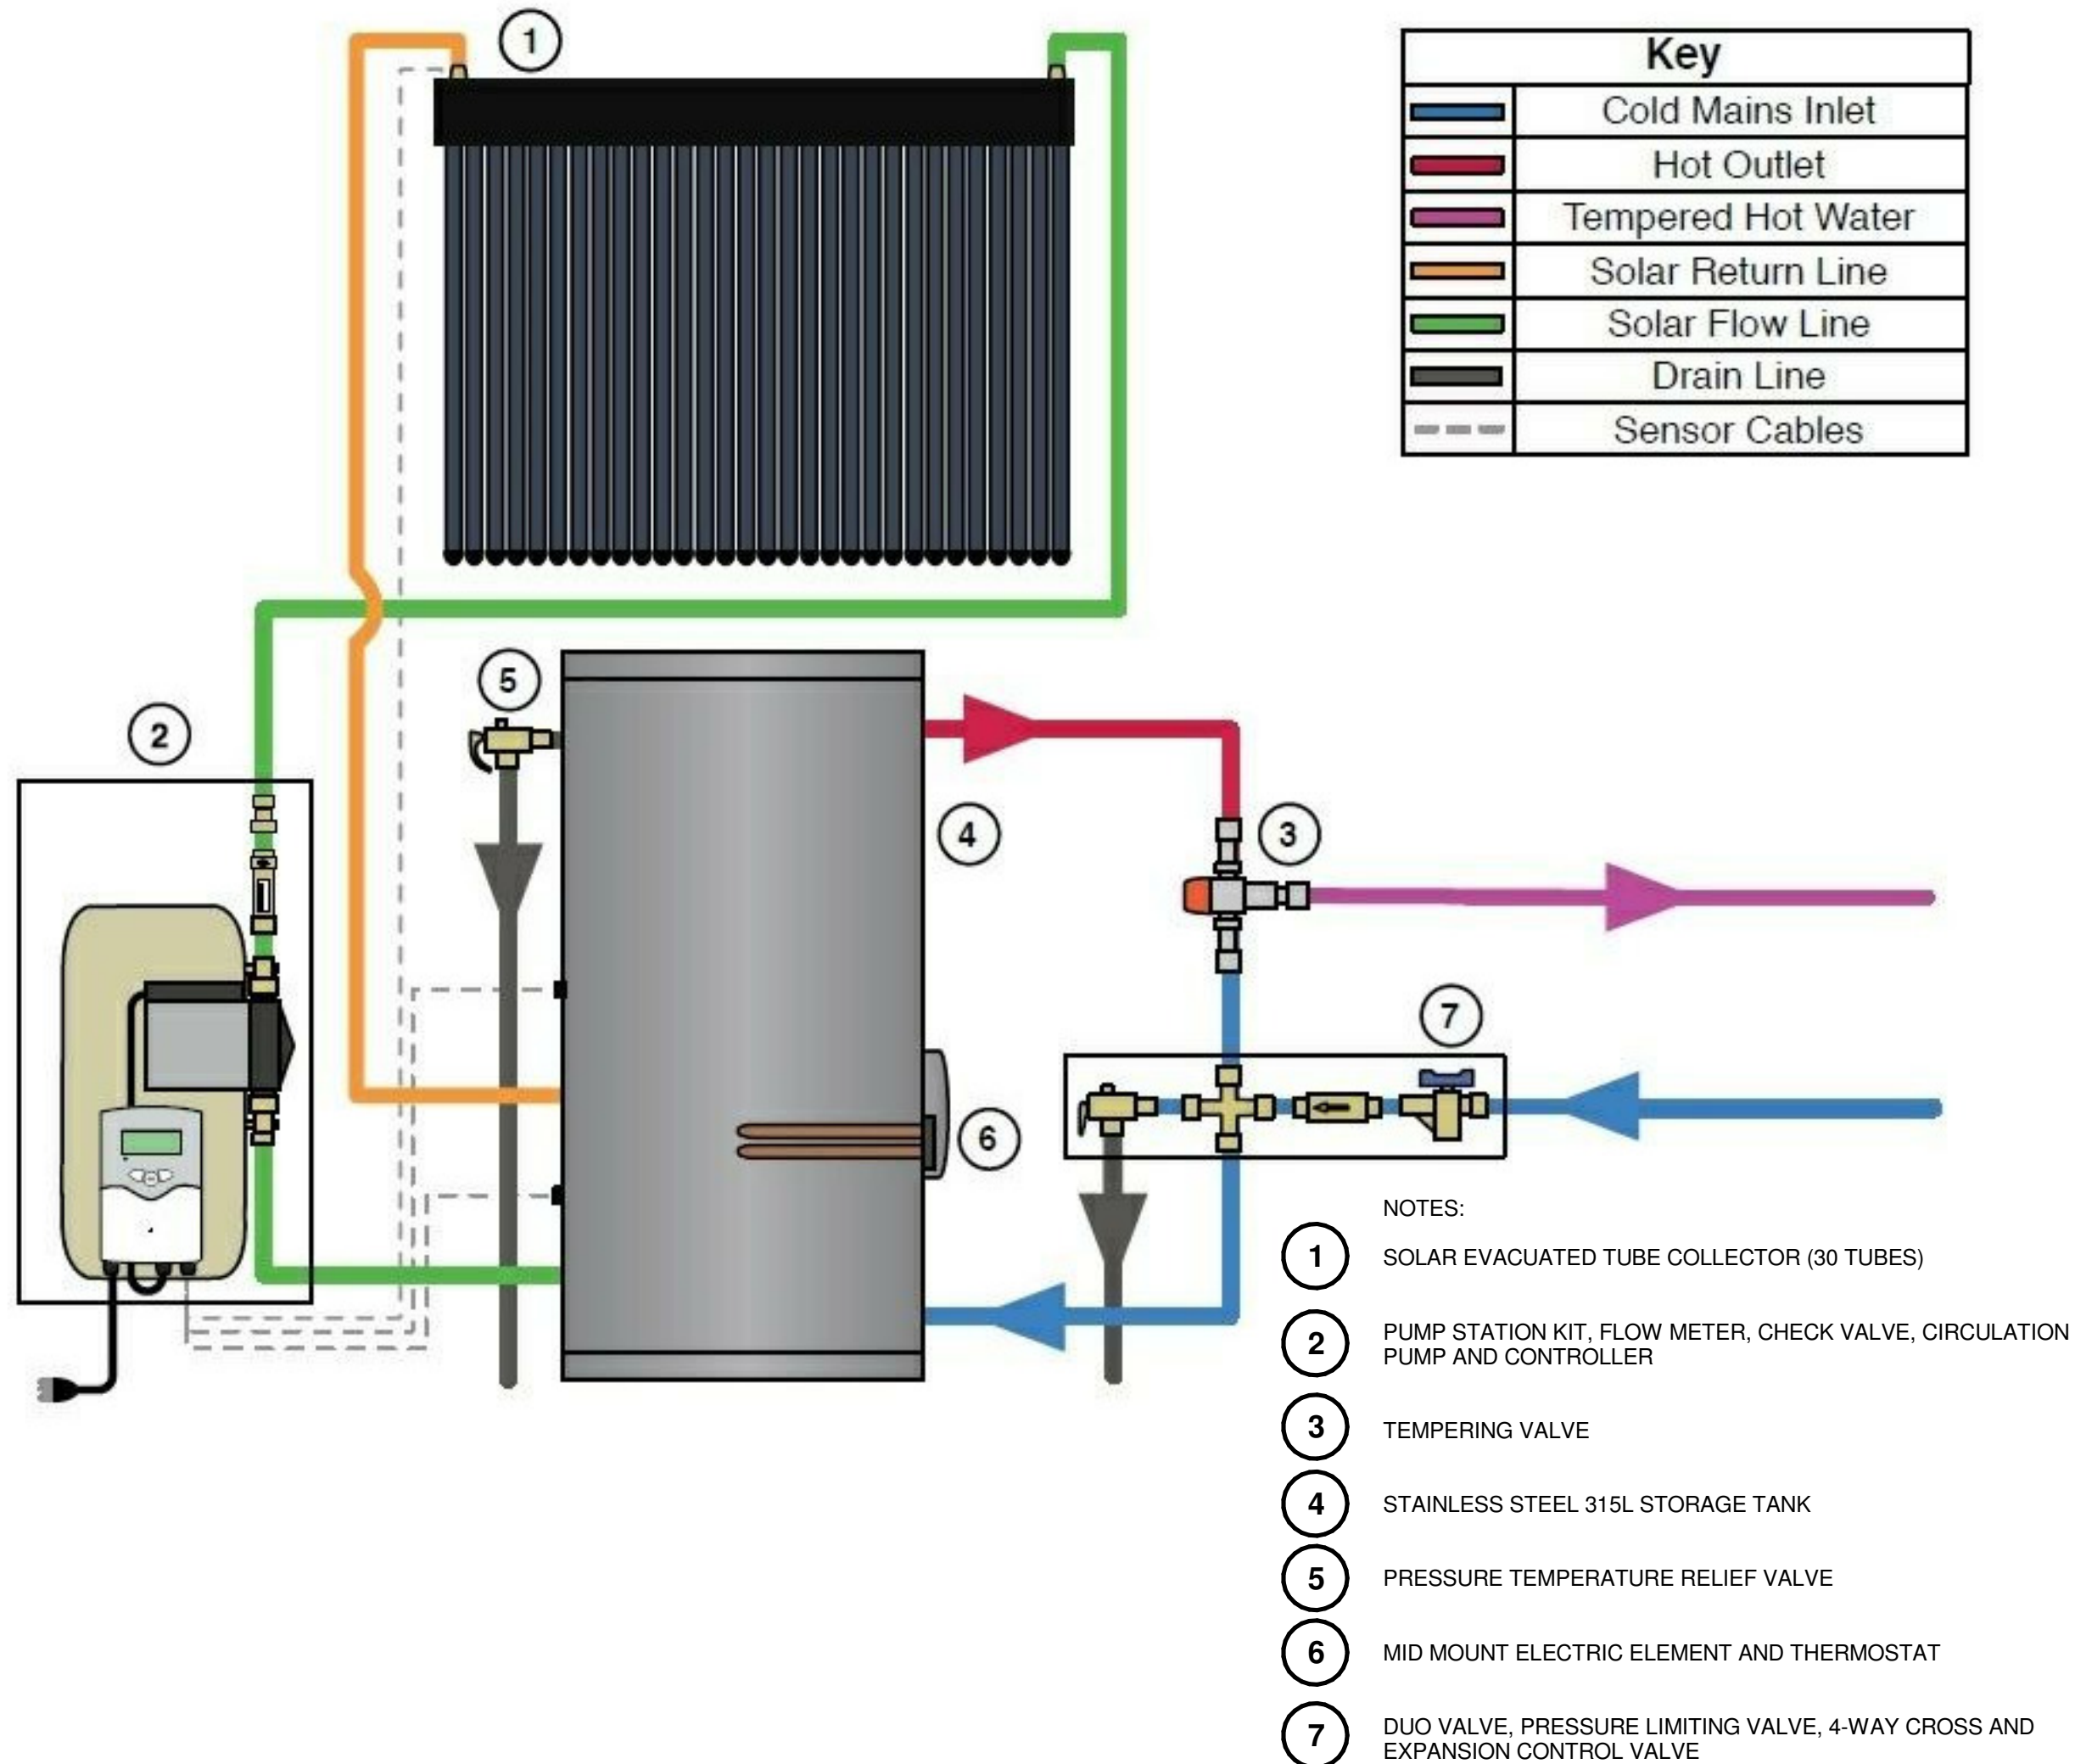 1
Key
Cold Mains Inlet
Hot Outlet
Tempered Hot Water
Solar Return Line
Solar Flow Line
Drain Line
Sensor Cables
5
2
4
3
7
6
NOTES:
1 SOLAR EVACUATED TUBE COLLECTOR (30 TUBES)
2 PUMP STATION KIT, FLOW METER, CHECK VALVE, CIRCULATION
PUMP AND CONTROLLER
3 TEMPERING VALVE
4 STAINLESS STEEL 315L STORAGE TANK
5 PRESSURE TEMPERATURE RELIEF VALVE
6 MID MOUNT ELECTRIC ELEMENT AND THERMOSTAT
7 DUO VALVE, PRESSURE LIMITING VALVE, 4-WAY CROSS AND
EXPANSION CONTROL VALVE